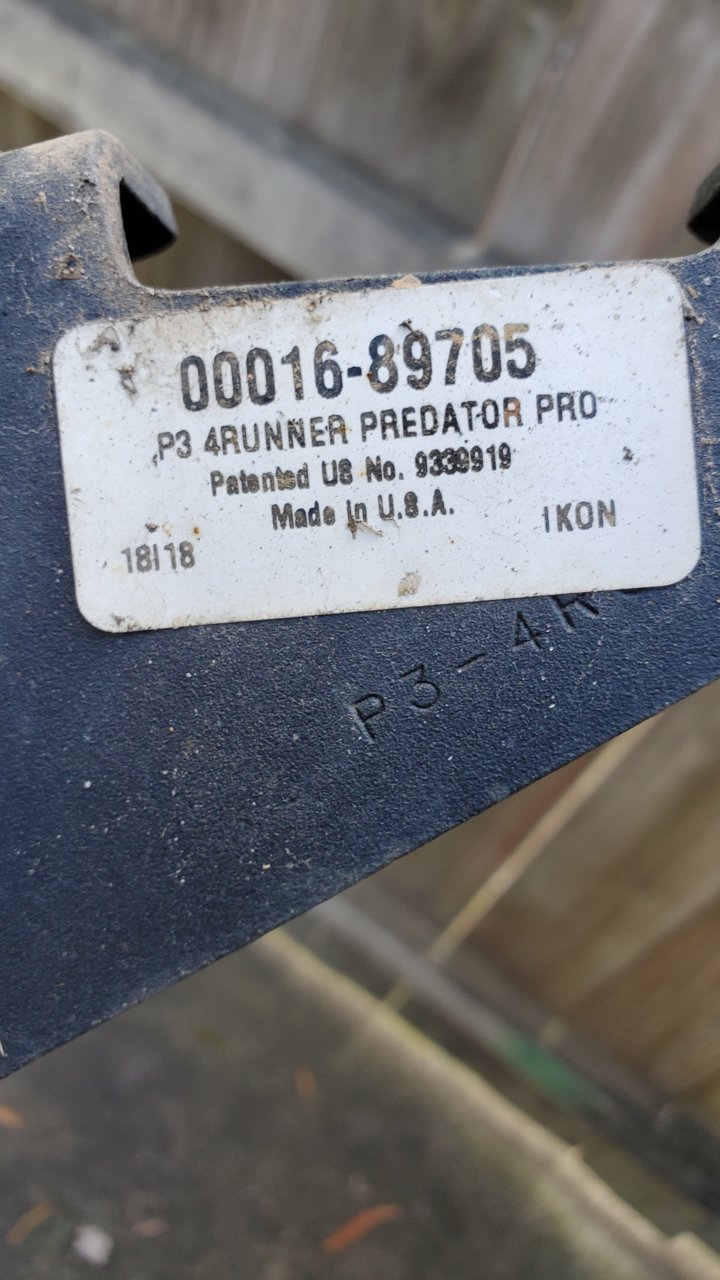 00016-89705
P3 4RUNNER PREDATOR PRO
Patented US No. 9339919
Made in U.S.A.
18I18 1KON
P3-4R